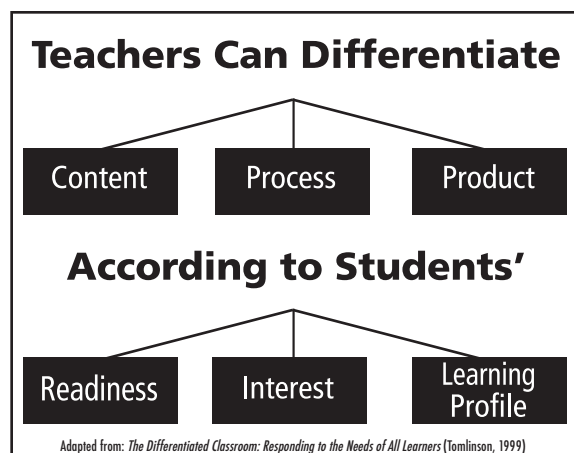 Teachers Can Differentiate
Content Process Product
According to Students’
Readiness Interest Learning Profile
Adapted from: The Differentiated Classroom: Responding to the Needs of All Learners (Tomlinson, 1999)